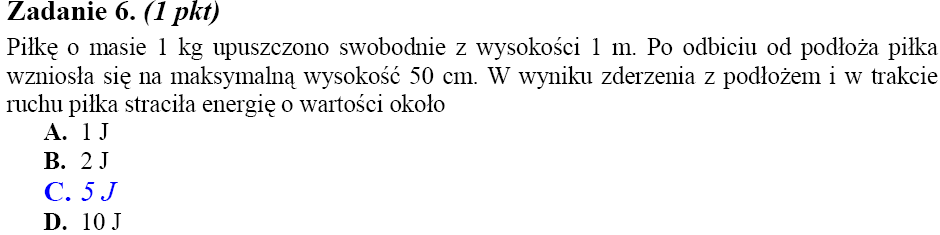 Zadanie 6. (1 pkt)
Piłkę o masie 1 kg upuszczono swobodnie z wysokości 1 m. Po odbiciu od podłoża piłka
wzniosła się na maksymalną wysokość 50 cm. W wyniku zderzenia z podłożem i w trakcie
ruchu piłka straciła energię o wartości około
A. 1 J
B. 2 J
C. 5 J
D. 10 J